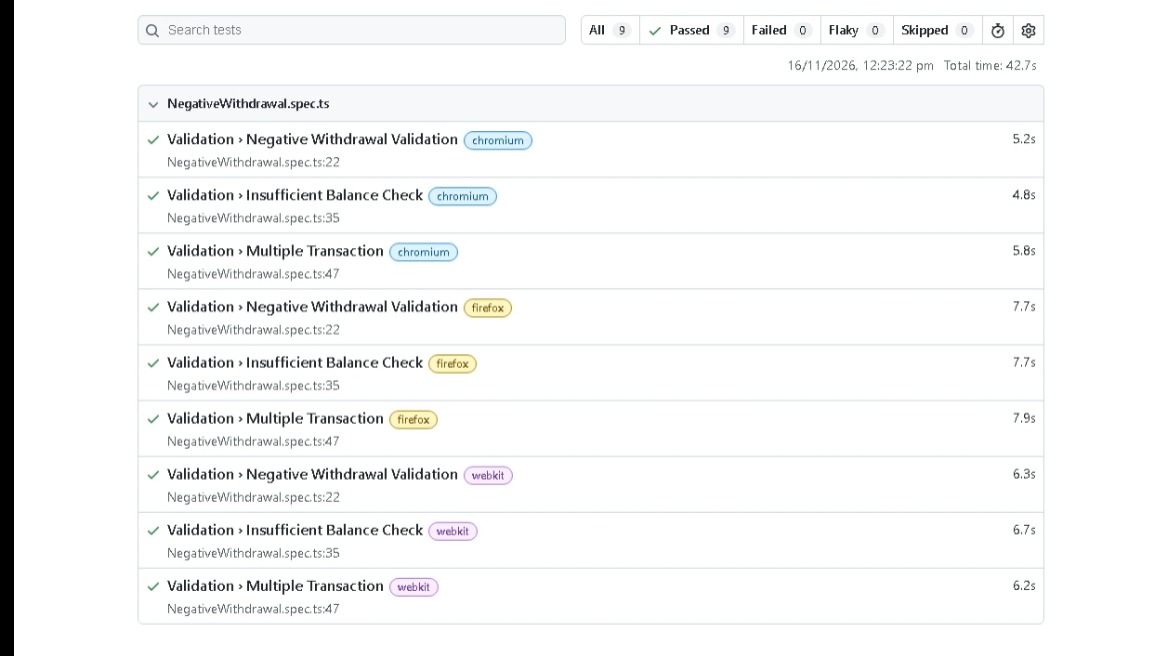 Search tests
All 9 Passed 9 Failed 0 Flaky 0 Skipped 0
16/11/2026, 12:23:22 pm Total time: 42.7s
NegativeWithdrawal.spec.ts
Validation › Negative Withdrawal Validation chromium 5.2s
NegativeWithdrawal.spec.ts:22
Validation › Insufficient Balance Check chromium 4.8s
NegativeWithdrawal.spec.ts:35
Validation › Multiple Transaction chromium 5.8s
NegativeWithdrawal.spec.ts:47
Validation › Negative Withdrawal Validation firefox 7.7s
NegativeWithdrawal.spec.ts:22
Validation › Insufficient Balance Check firefox 7.7s
NegativeWithdrawal.spec.ts:35
Validation › Multiple Transaction firefox 7.9s
NegativeWithdrawal.spec.ts:47
Validation › Negative Withdrawal Validation webkit 6.3s
NegativeWithdrawal.spec.ts:22
Validation › Insufficient Balance Check webkit 6.7s
NegativeWithdrawal.spec.ts:35
Validation › Multiple Transaction webkit 6.2s
NegativeWithdrawal.spec.ts:47